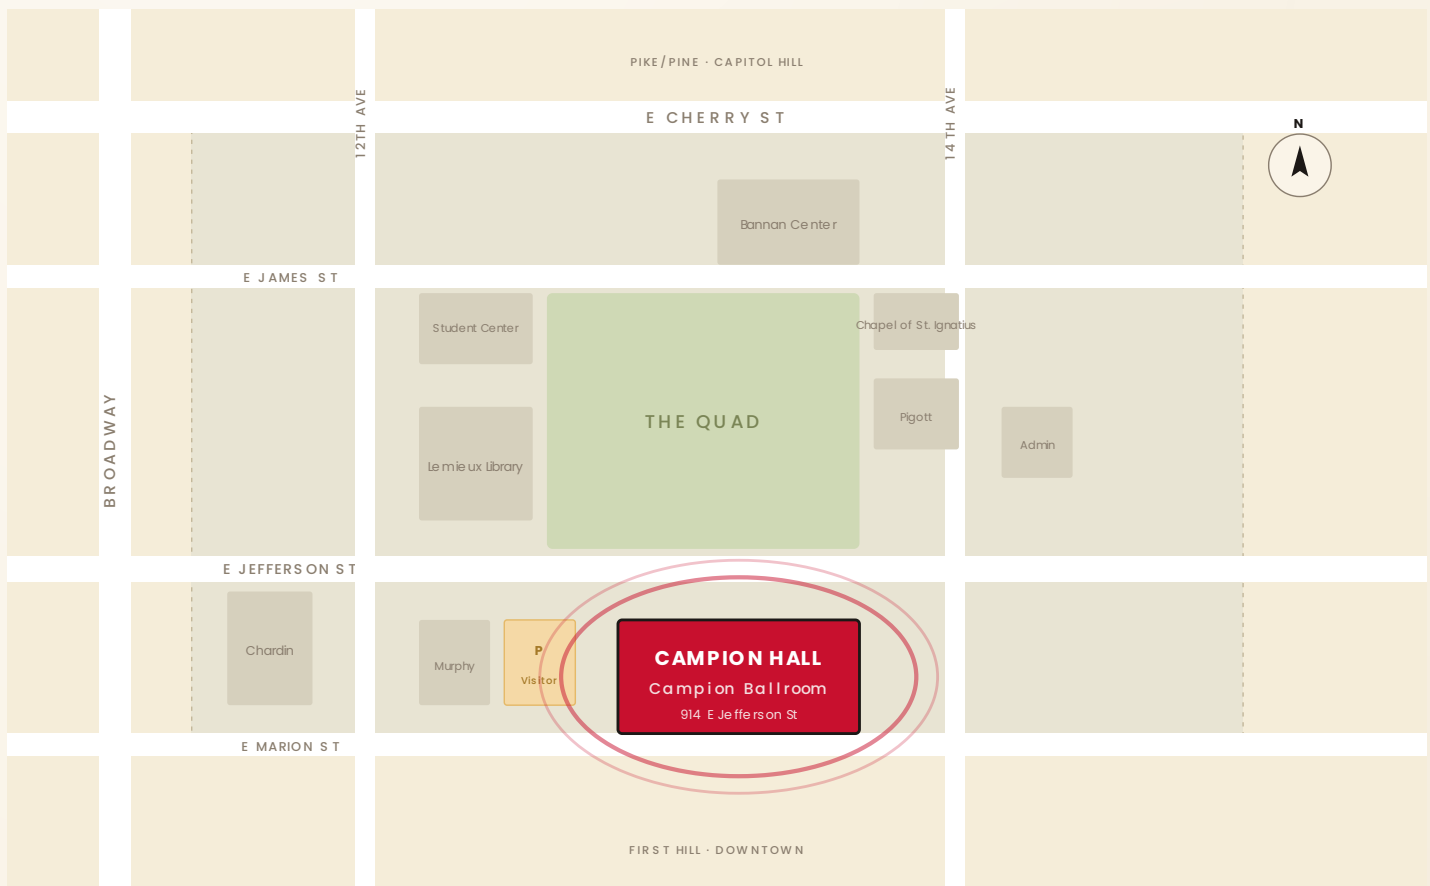 PIKE/PINE · CAPITOL HILL
12TH AVE
14TH AVE
E CHERRY ST
N
Bannan Center
E JAMES ST
Student Center
Chapel of St. Ignatius
THE QUAD
Pigott
Admin
BROADWAY
Lemieux Library
E JEFFERSON ST
Chardin
Murphy
P
Visitor
CAMPION HALL
Campion Ballroom
914 E Jefferson St
E MARION ST
FIRST HILL · DOWNTOWN